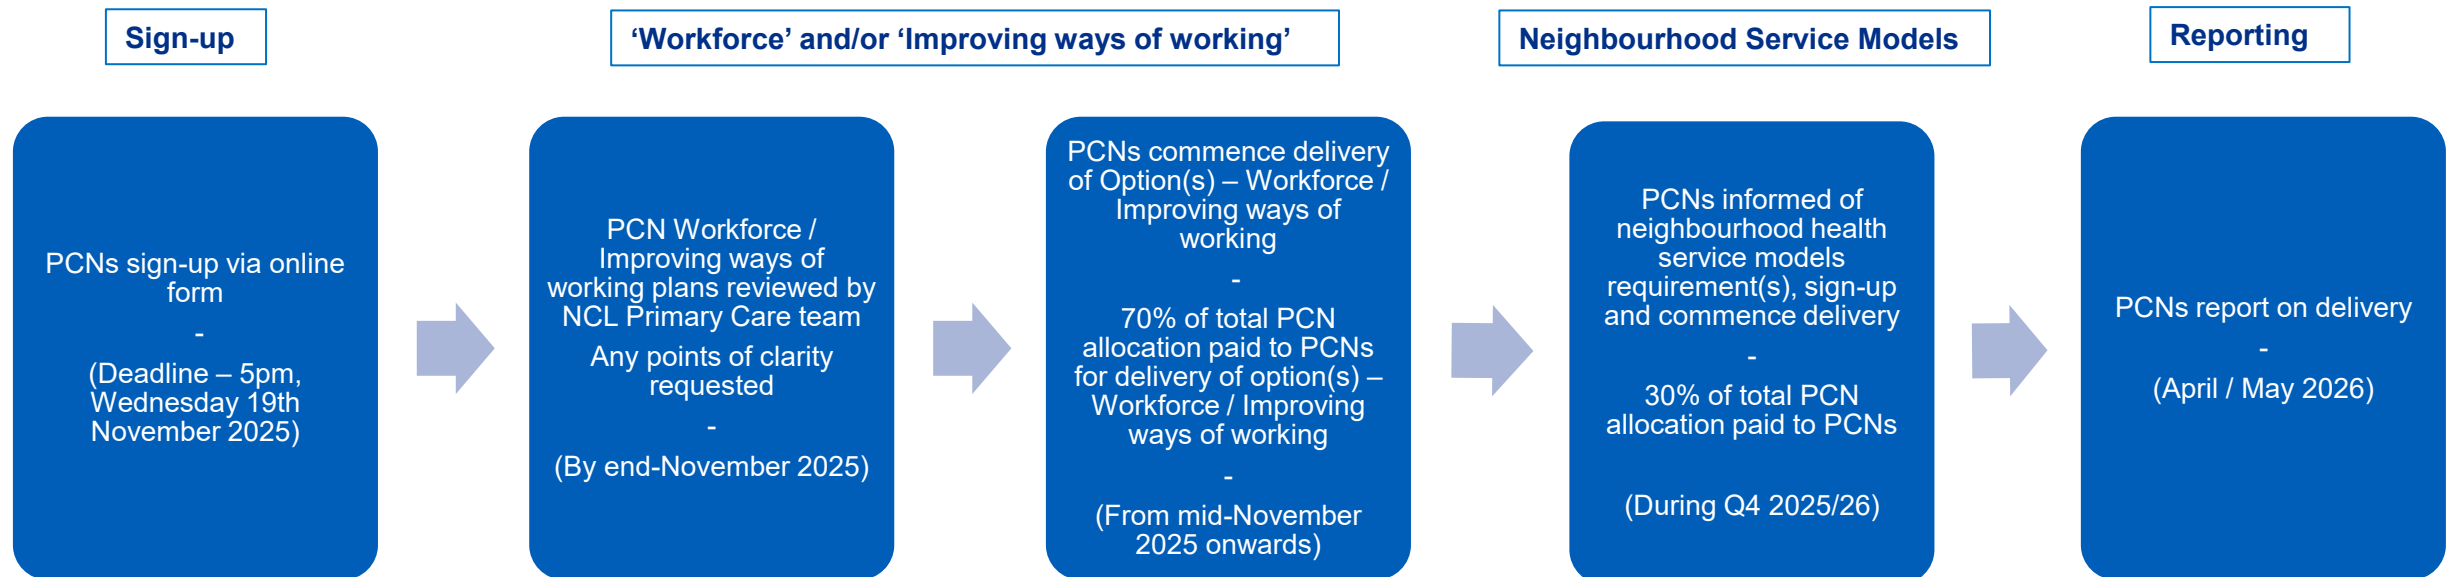 Sign-up
‘Workforce’ and/or ‘Improving ways of working’
Neighbourhood Service Models
Reporting
PCNs sign-up via online
form
-
(Deadline – 5pm,
Wednesday 19th
November 2025)
PCN Workforce /
Improving ways of
working plans reviewed by
NCL Primary Care team
Any points of clarity
requested
-
(By end-November 2025)
PCNs commence delivery
of Option(s) – Workforce /
Improving ways of
working
-
70% of total PCN
allocation paid to PCNs
for delivery of option(s) –
Workforce / Improving
ways of working
-
(From mid-November
2025 onwards)
PCNs informed of
neighbourhood health
service models
requirement(s), sign-up
and commence delivery
-
30% of total PCN
allocation paid to PCNs
(During Q4 2025/26)
PCNs report on delivery
-
(April / May 2026)